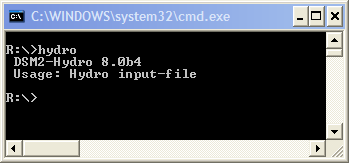 C:\WINDOWS\system32\cmd.exe
R:\>hydro
DSM2-Hydro 8.0b4
Usage: Hydro input-file
R:\>